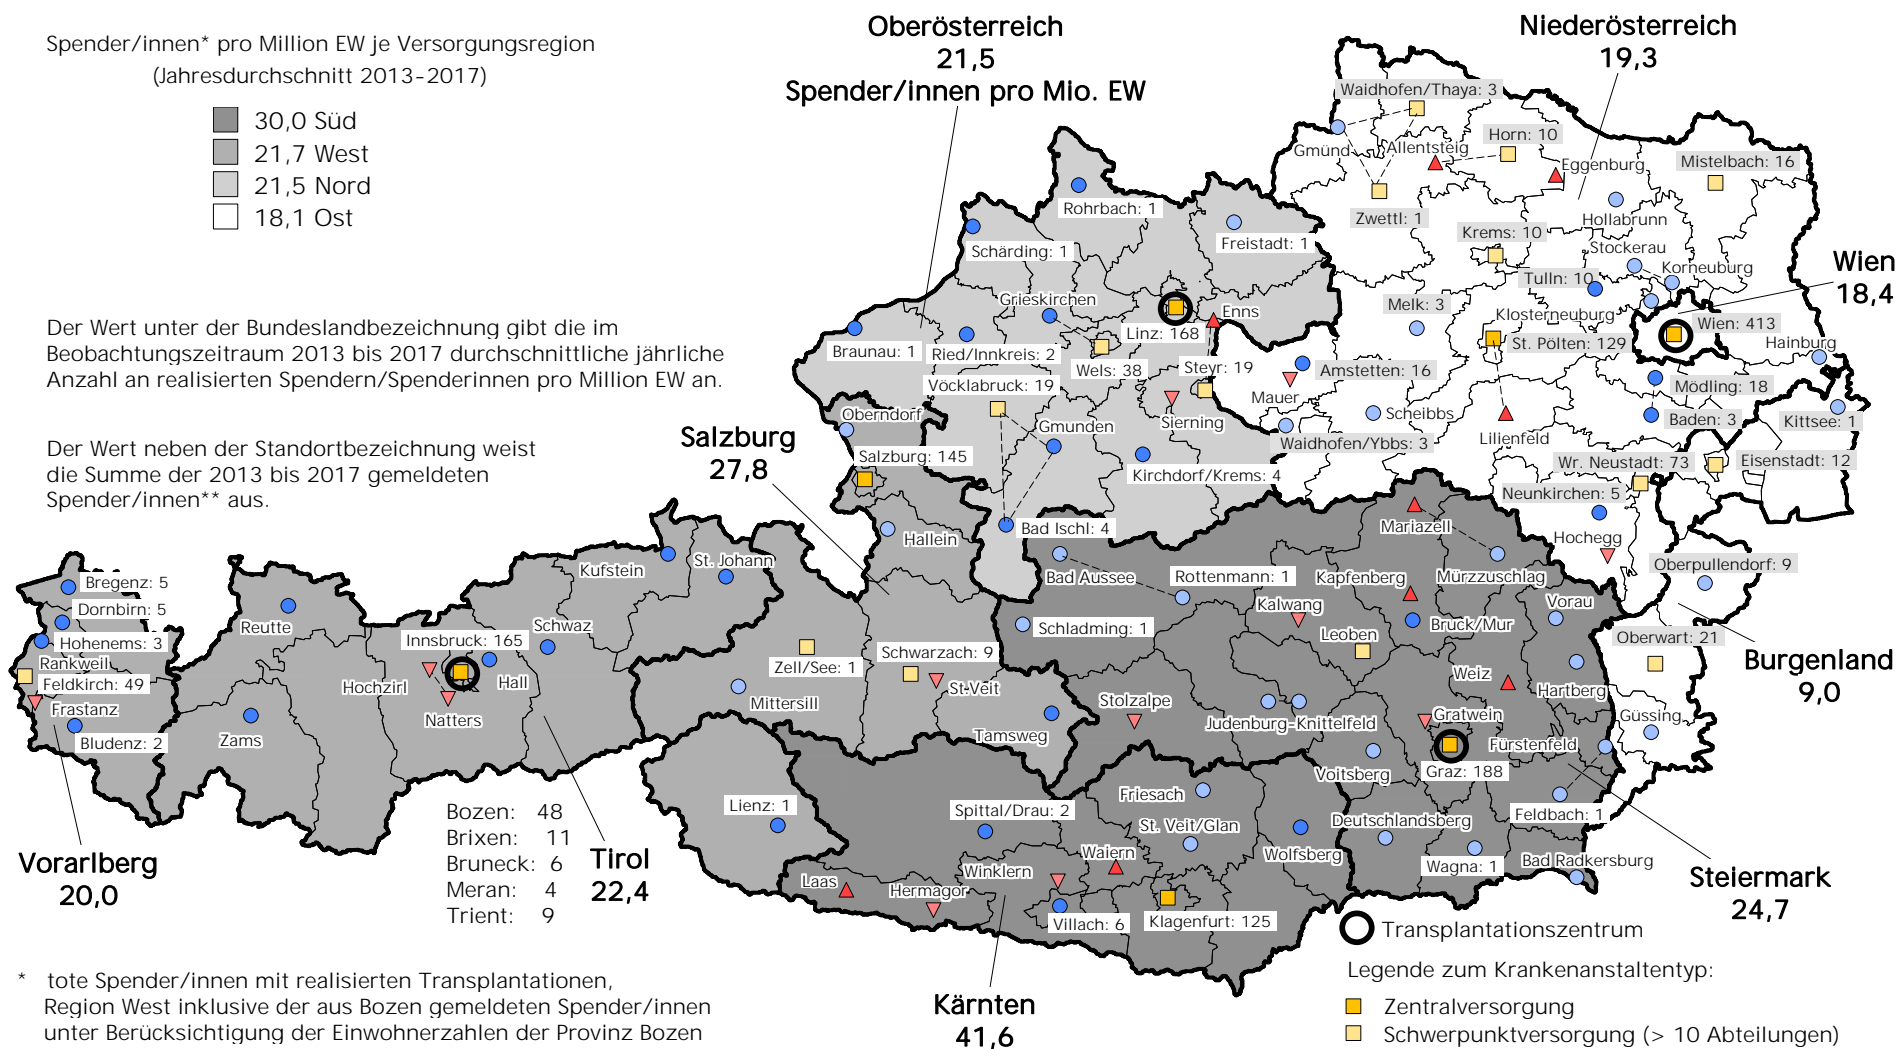 Spender/innen* pro Million EW je Versorgungsregion
(Jahresdurchschnitt 2013-2017)
30,0 Süd
21,7 West
21,5 Nord
18,1 Ost
Der Wert unter der Bundeslandbezeichnung gibt die im
Beobachtungszeitraum 2013 bis 2017 durchschnittliche jährliche
Anzahl an realisierten Spendern/Spenderinnen pro Million EW an.
Der Wert neben der Standortbezeichnung weist
die Summe der 2013 bis 2017 gemeldeten
Spender/innen** aus.
Oberösterreich
21,5
Spender/innen pro Mio. EW
Niederösterreich
19,3
Wien
18,4
Burgenland
9,0
Steiermark
24,7
Kärnten
41,6
Salzburg
27,8
Tirol
22,4
Vorarlberg
20,0
Waidhofen/Thaya: 3
Gmünd
Allentsteig
Horn: 10
Eggenburg
Mistelbach: 16
Zwettl: 1
Hollabrunn
Krems: 10
Stockerau
Korneuburg
Tulln: 10
Klosterneuburg
Melk: 3
St. Pölten: 129
Wien: 413
Hainburg
Amstetten: 16
Mauer
Mödling: 18
Baden: 3
Kittsee: 1
Scheibbs
Waidhofen/Ybbs: 3
Lilienfeld
Wr. Neustadt: 73
Eisenstadt: 12
Neunkirchen: 5
Hochegg
Oberpullendorf: 9
Oberwart: 21
Güssing
Rohrbach: 1
Freistadt: 1
Schärding: 1
Grieskirchen
Linz: 168
Enns
Braunau: 1
Ried/Innkreis: 2
Wels: 38
Steyr: 19
Vöcklabruck: 19
Sierning
Gmunden
Kirchdorf/Krems: 4
Bad Ischl: 4
Oberndorf
Salzburg: 145
Hallein
Zell/See: 1
Schwarzach: 9
St.Veit
Mittersill
Tamsweg
Kufstein
St. Johann
Schwaz
Reutte
Innsbruck: 165
Hall
Hochzirl
Natters
Zams
Lienz: 1
Bregenz: 5
Dornbirn: 5
Hohenems: 3
Rankweil
Feldkirch: 49
Frastanz
Bludenz: 2
Bad Aussee
Rottenmann: 1
Kapfenberg
Mariazell
Mürzzuschlag
Kalwang
Vorau
Schladming: 1
Leoben
Bruck/Mur
Weiz
Hartberg
Stolzalpe
Judenburg-Knittelfeld
Gratwein
Fürstenfeld
Voitsberg
Graz: 188
Feldbach: 1
Deutschlandsberg
Wagna: 1
Bad Radkersburg
Spittal/Drau: 2
Friesach
St. Veit/Glan
Wolfsberg
Waiern
Winklern
Laas
Hermagor
Villach: 6
Klagenfurt: 125
Bozen: 48
Brixen: 11
Bruneck: 6
Meran: 4
Trient: 9
* tote Spender/innen mit realisierten Transplantationen,
Region West inklusive der aus Bozen gemeldeten Spender/innen
unter Berücksichtigung der Einwohnerzahlen der Provinz Bozen
Transplantationszentrum
Legende zum Krankenanstaltentyp:
Zentralversorgung
Schwerpunktversorgung (> 10 Abteilungen)